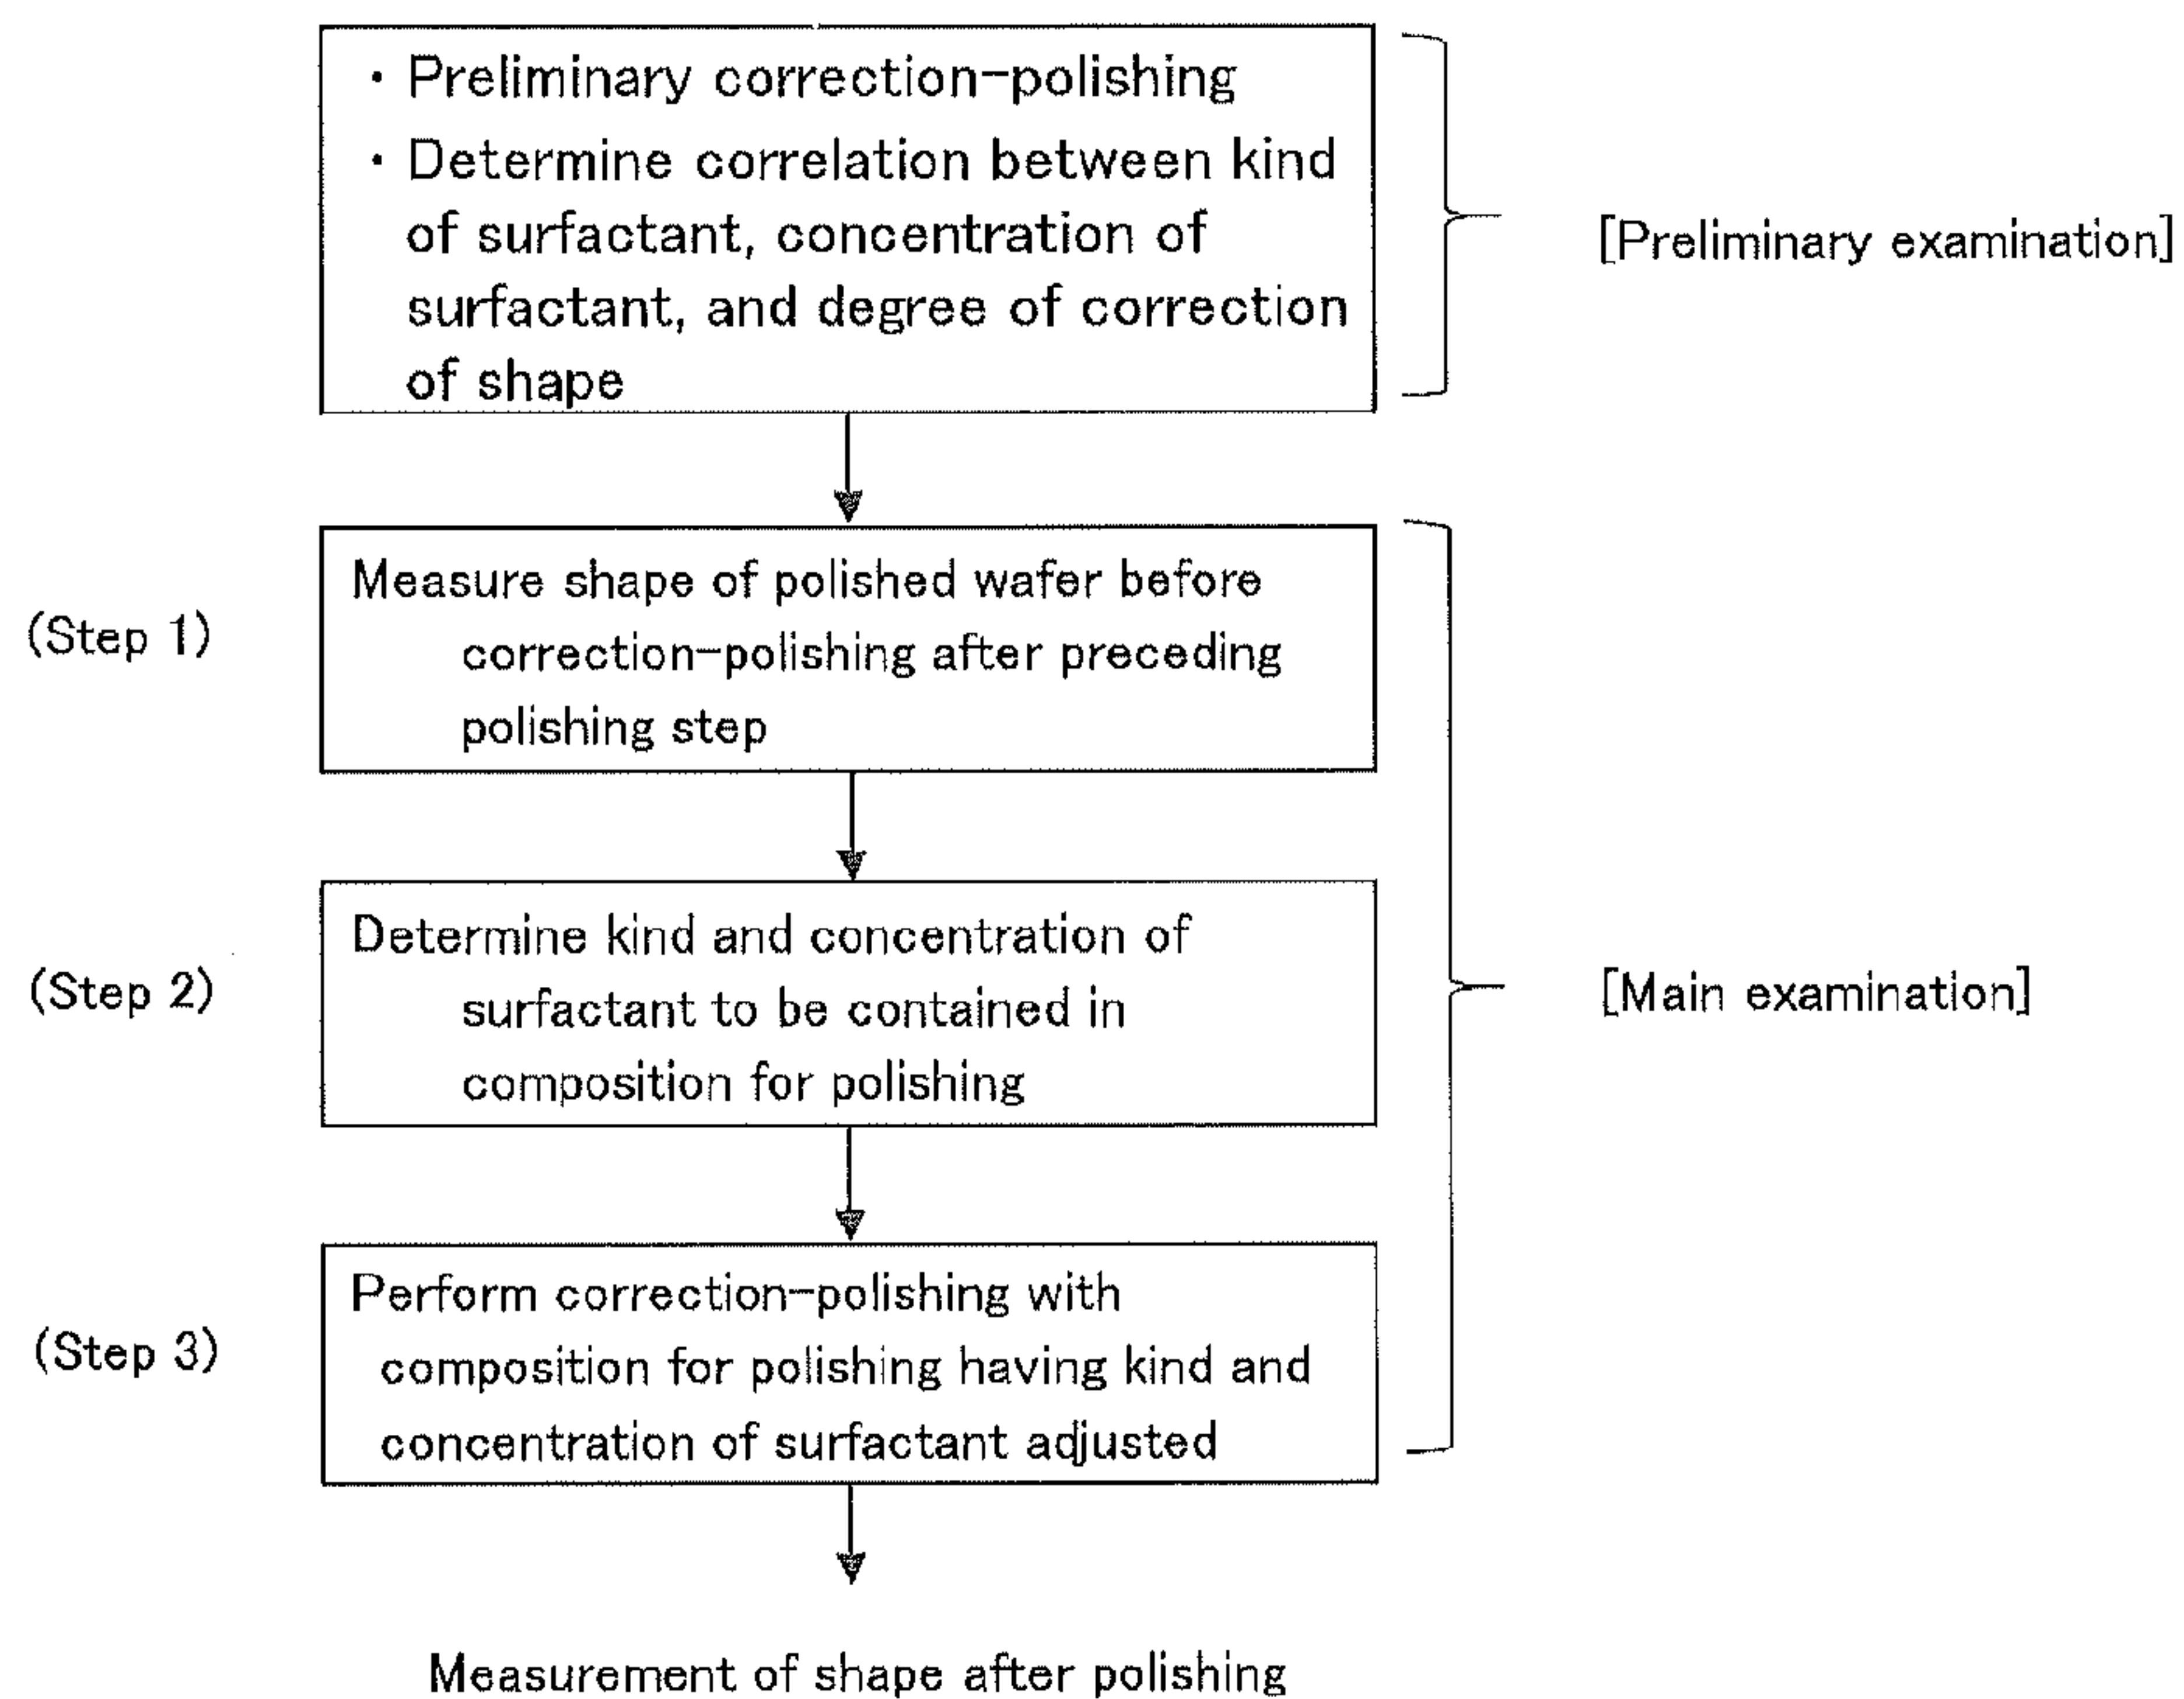 ・Preliminary correction-polishing
・Determine correlation between kind
of surfactant, concentration of
surfactant, and degree of correction
of shape
[Preliminary examination]
(Step 1)
Measure shape of polished wafer before
correction-polishing after preceding
polishing step
(Step 2)
Determine kind and concentration of
surfactant to be contained in
composition for polishing
[Main examination]
(Step 3)
Perform correction-polishing with
composition for polishing having kind and
concentration of surfactant adjusted
Measurement of shape after polishing